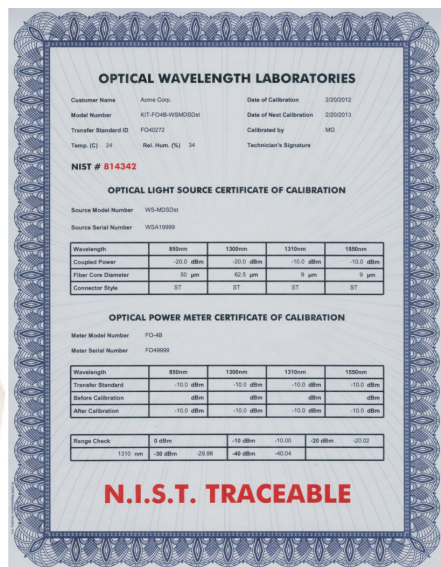 OPTICAL WAVELENGTH LABORATORIES
Customer Name Acme Corp. Date of Calibration 2/20/2012
Model Number KIT-FO4B-WSMDSDst Date of Next Calibration 2/20/2013
Transfer Standard ID FO40272 Calibrated by MG
Temp. (C) 24 Rel. Hum. (%) 34 Technician's Signature
NIST # 814342
OPTICAL LIGHT SOURCE CERTIFICATE OF CALIBRATION
Source Model Number WS-MDSDst
Source Serial Number WSA19999
Wavelength 850nm 1300nm 1310nm 1550nm
Coupled Power -20.0 dBm -20.0 dBm -10.0 dBm -10.0 dBm
Fiber Core Diameter 50 µm 62.5 µm 9 µm 9 µm
Connector Style ST ST ST ST
OPTICAL POWER METER CERTIFICATE OF CALIBRATION
Meter Model Number FO-4B
Meter Serial Number FO49999
Wavelength 850nm 1300nm 1310nm 1550nm
Transfer Standard -10.0 dBm -10.0 dBm -10.0 dBm -10.0 dBm
Before Calibration dBm dBm dBm dBm
After Calibration -10.0 dBm -10.0 dBm -10.0 dBm -10.0 dBm
Range Check 0 dBm -10 dBm -10.00 -20 dBm -20.02
1310 nm -30 dBm -29.96 -40 dBm -40.04
N.I.S.T. TRACEABLE